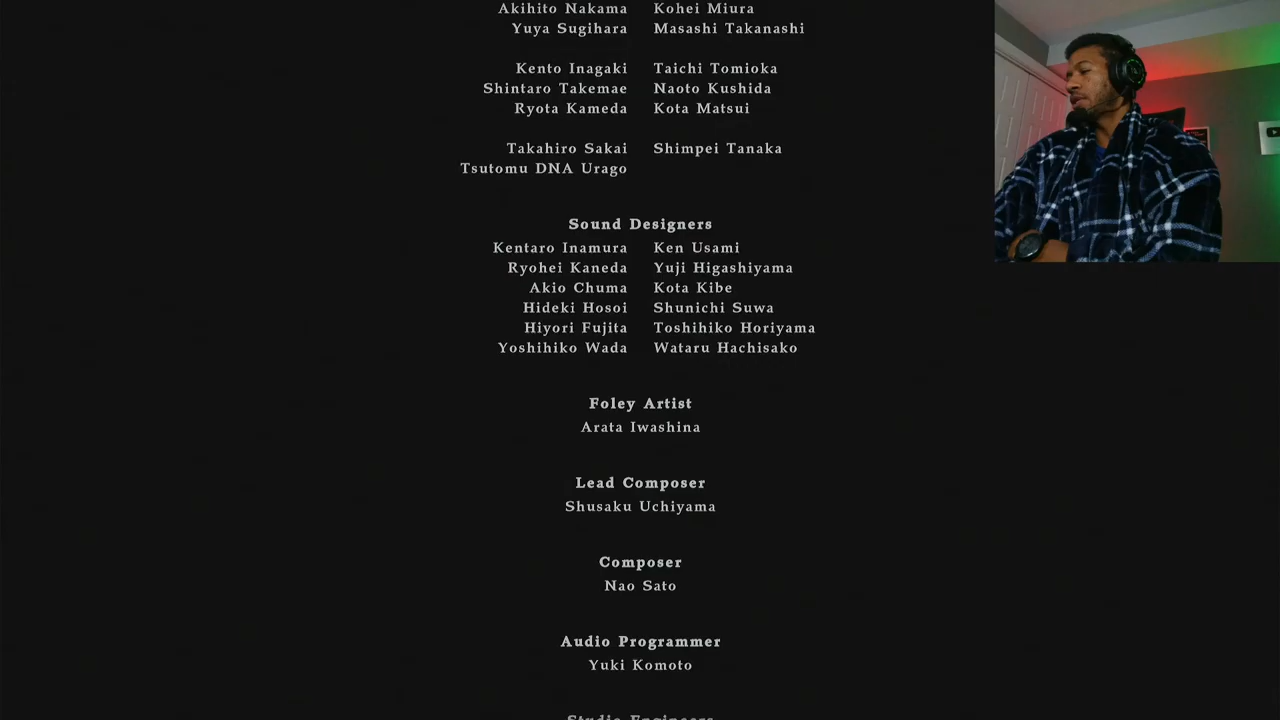 Akihito Nakama Kohei Miura
Yuya Sugihara Masashi Takanashi
Kento Inagaki Taichi Tomioka
Shintaro Takemae Naoto Kushida
Ryota Kameda Kota Matsui
Takahiro Sakai Shimpei Tanaka
Tsutomu DNA Urago
Sound Designers
Kentaro Inamura Ken Usami
Ryohei Kaneda Yuji Higashiyama
Akio Chuma Kota Kibe
Hideki Hosoi Shunichi Suwa
Hiyori Fujita Toshihiko Horiyama
Yoshihiko Wada Wataru Hachisako
Foley Artist
Arata Iwashina
Lead Composer
Shusaku Uchiyama
Composer
Nao Sato
Audio Programmer
Yuki Komoto
Studio Engineers